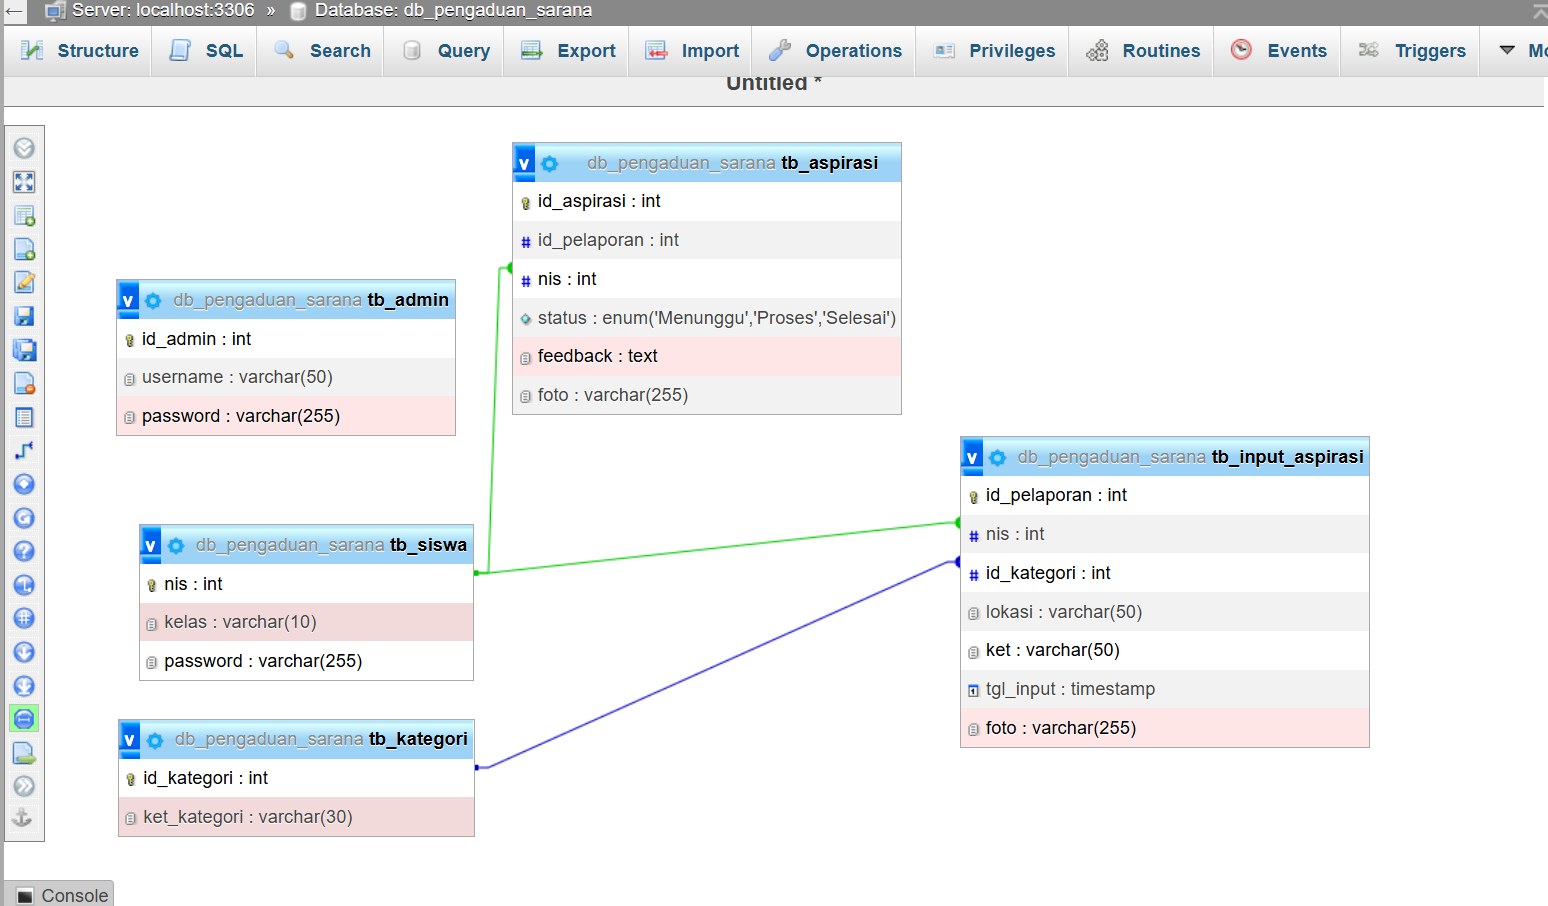 Server: localhost:3306 » Database: db_pengaduan_sarana
Structure SQL Search Query Export Import Operations Privileges Routines Events Triggers
Untitled *
v db_pengaduan_sarana tb_aspirasi
id_aspirasi : int
# id_pelaporan : int
# nis : int
status : enum('Menunggu','Proses','Selesai')
feedback : text
foto : varchar(255)
v db_pengaduan_sarana tb_admin
id_admin : int
username : varchar(50)
password : varchar(255)
v db_pengaduan_sarana tb_input_aspirasi
id_pelaporan : int
# nis : int
# id_kategori : int
lokasi : varchar(50)
ket : varchar(50)
tgl_input : timestamp
foto : varchar(255)
v db_pengaduan_sarana tb_siswa
nis : int
kelas : varchar(10)
password : varchar(255)
v db_pengaduan_sarana tb_kategori
id_kategori : int
ket_kategori : varchar(30)
Console